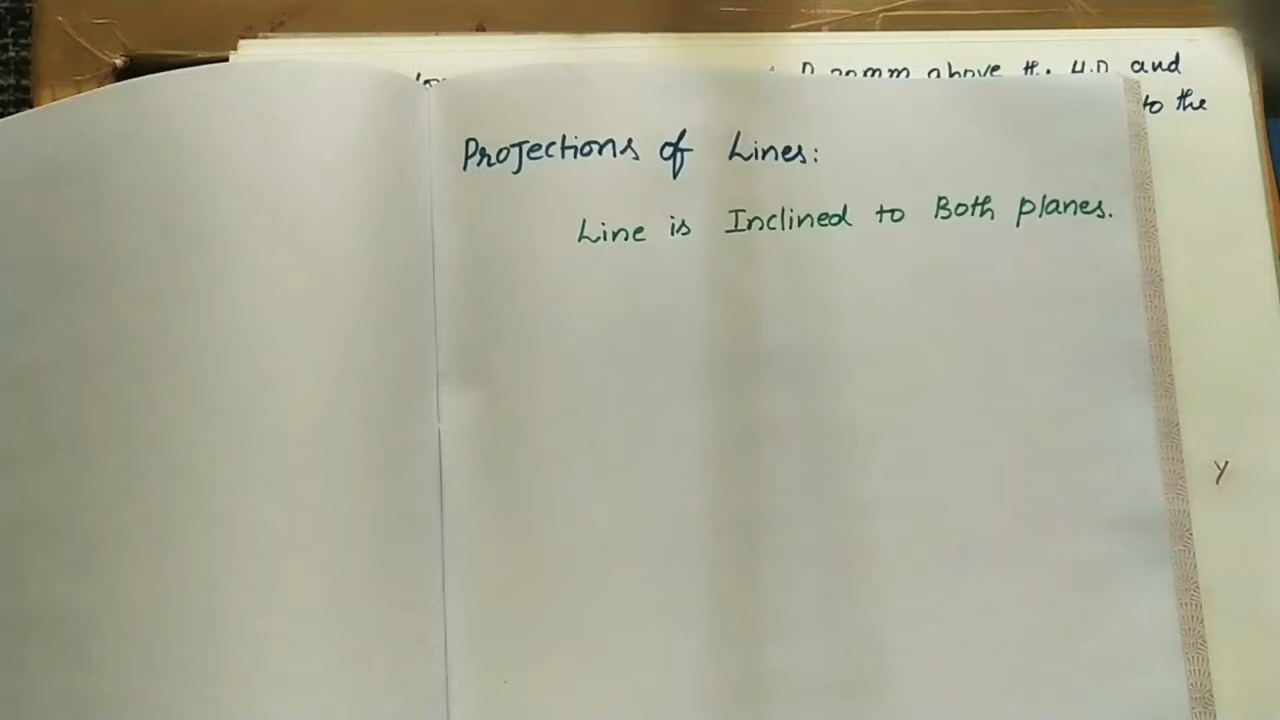 above the H.P and
to the
Projections of Lines:
Line is Inclined to Both planes.
Y